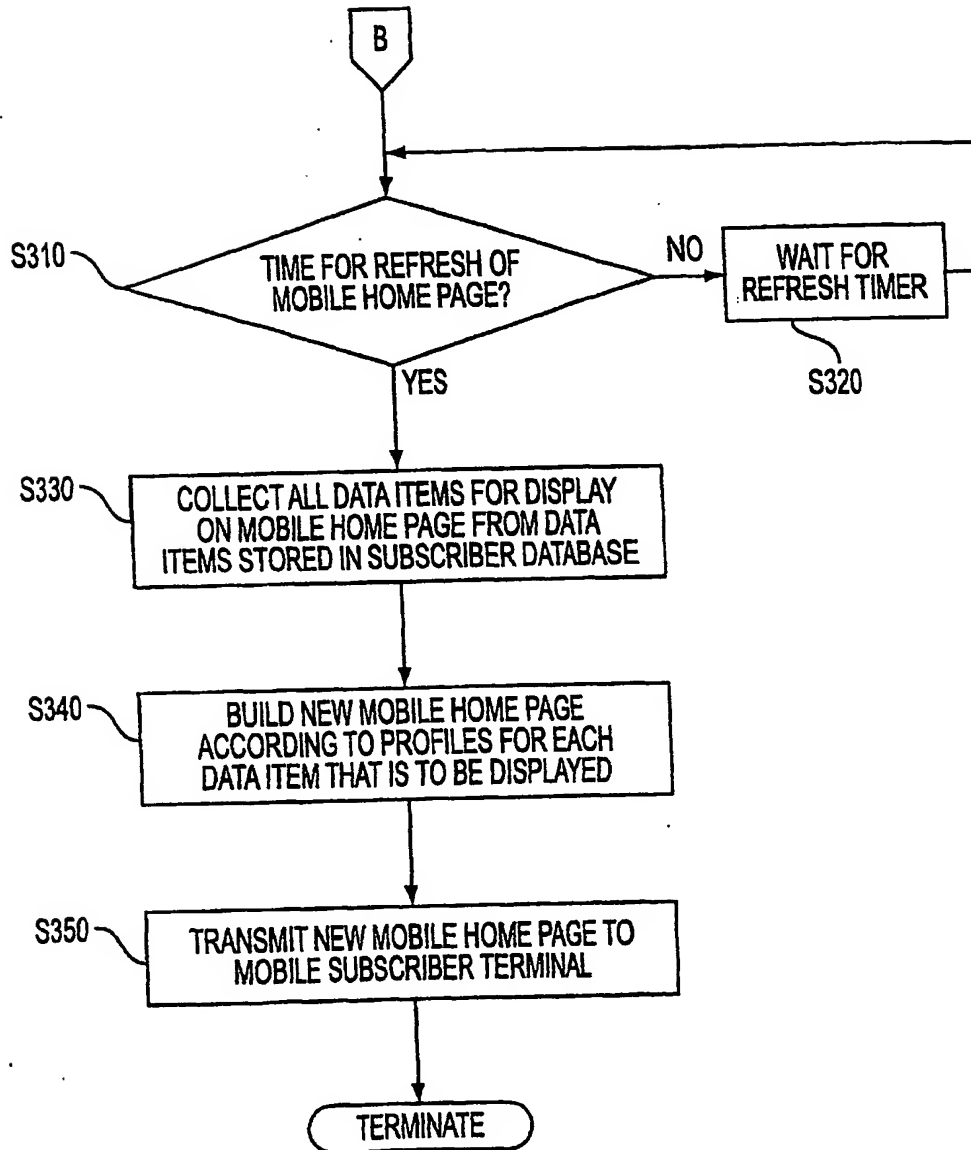 B
S310
TIME FOR REFRESH OF
MOBILE HOME PAGE?
NO
WAIT FOR
REFRESH TIMER
S320
YES
S330
COLLECT ALL DATA ITEMS FOR DISPLAY
ON MOBILE HOME PAGE FROM DATA
ITEMS STORED IN SUBSCRIBER DATABASE
S340
BUILD NEW MOBILE HOME PAGE
ACCORDING TO PROFILES FOR EACH
DATA ITEM THAT IS TO BE DISPLAYED
S350
TRANSMIT NEW MOBILE HOME PAGE TO
MOBILE SUBSCRIBER TERMINAL
TERMINATE